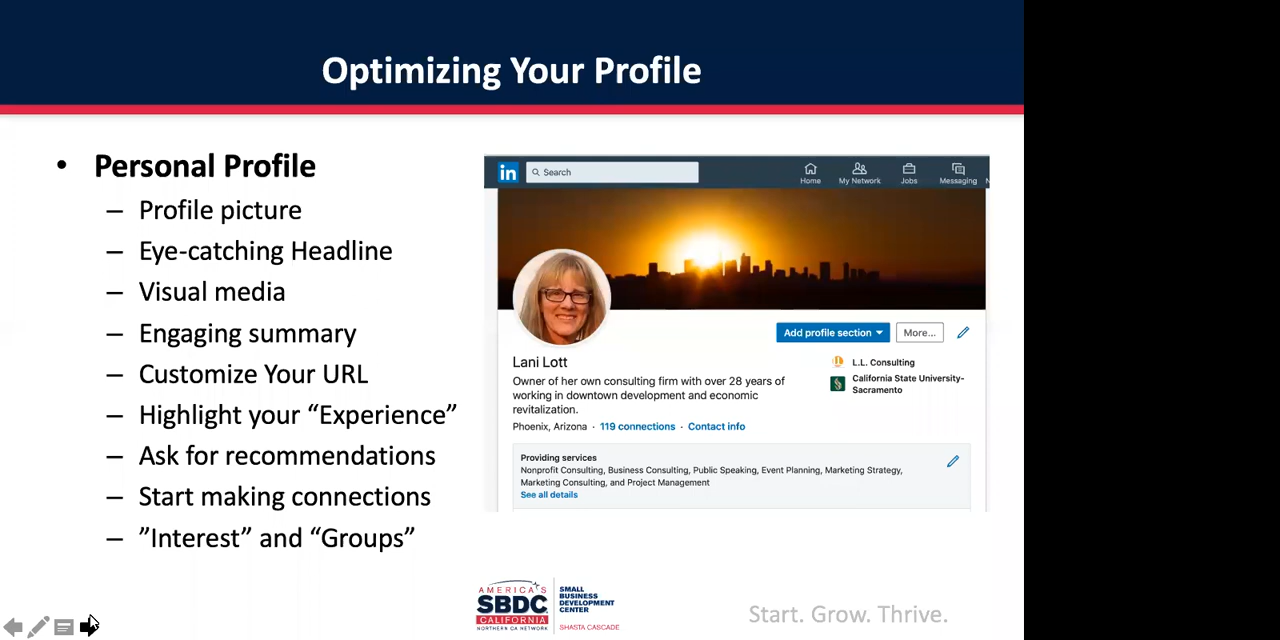 Optimizing Your Profile
• Personal Profile
– Profile picture
– Eye-catching Headline
– Visual media
– Engaging summary
– Customize Your URL
– Highlight your “Experience”
– Ask for recommendations
– Start making connections
– ”Interest” and “Groups”
in
Search
Home
My Network
Jobs
Messaging
N
Add profile section
More...
Lani Lott
Owner of her own consulting firm with over 28 years of
working in downtown development and economic
revitalization.
Phoenix, Arizona · 119 connections · Contact info
L.L. Consulting
California State University-
Sacramento
Providing services
Nonprofit Consulting, Business Consulting, Public Speaking, Event Planning, Marketing Strategy,
Marketing Consulting, and Project Management
See all details
AMERICA'S
SBDC
CALIFORNIA
NORTHERN CA NETWORK
SMALL
BUSINESS
DEVELOPMENT
CENTER
SHASTA CASCADE
Start. Grow. Thrive.